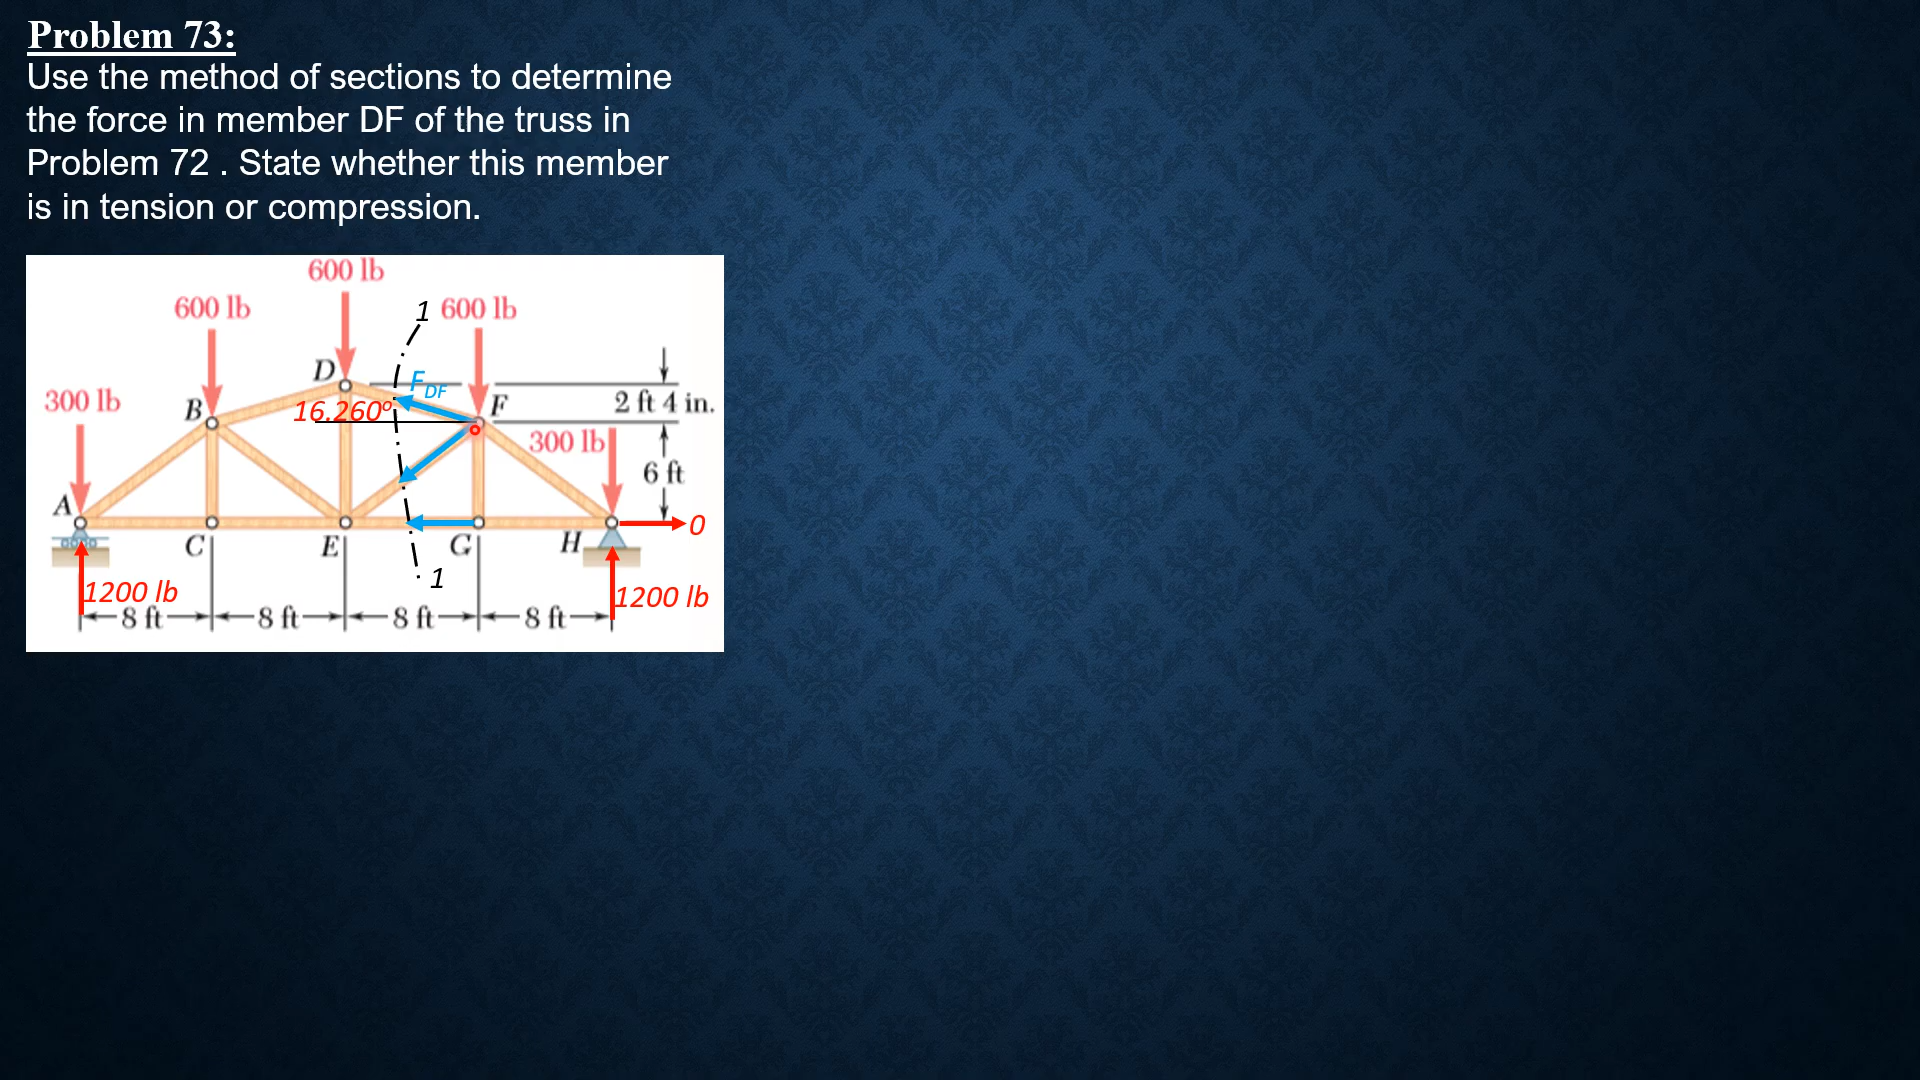 Problem 73:
Use the method of sections to determine
the force in member DF of the truss in
Problem 72 . State whether this member
is in tension or compression.
600 lb
600 lb
1 600 lb
D
F_DF
300 lb
B
16.260°
F
2 ft 4 in.
300 lb
6 ft
A
0
C
E
G
H
1
1200 lb
1200 lb
8 ft
8 ft
8 ft
8 ft